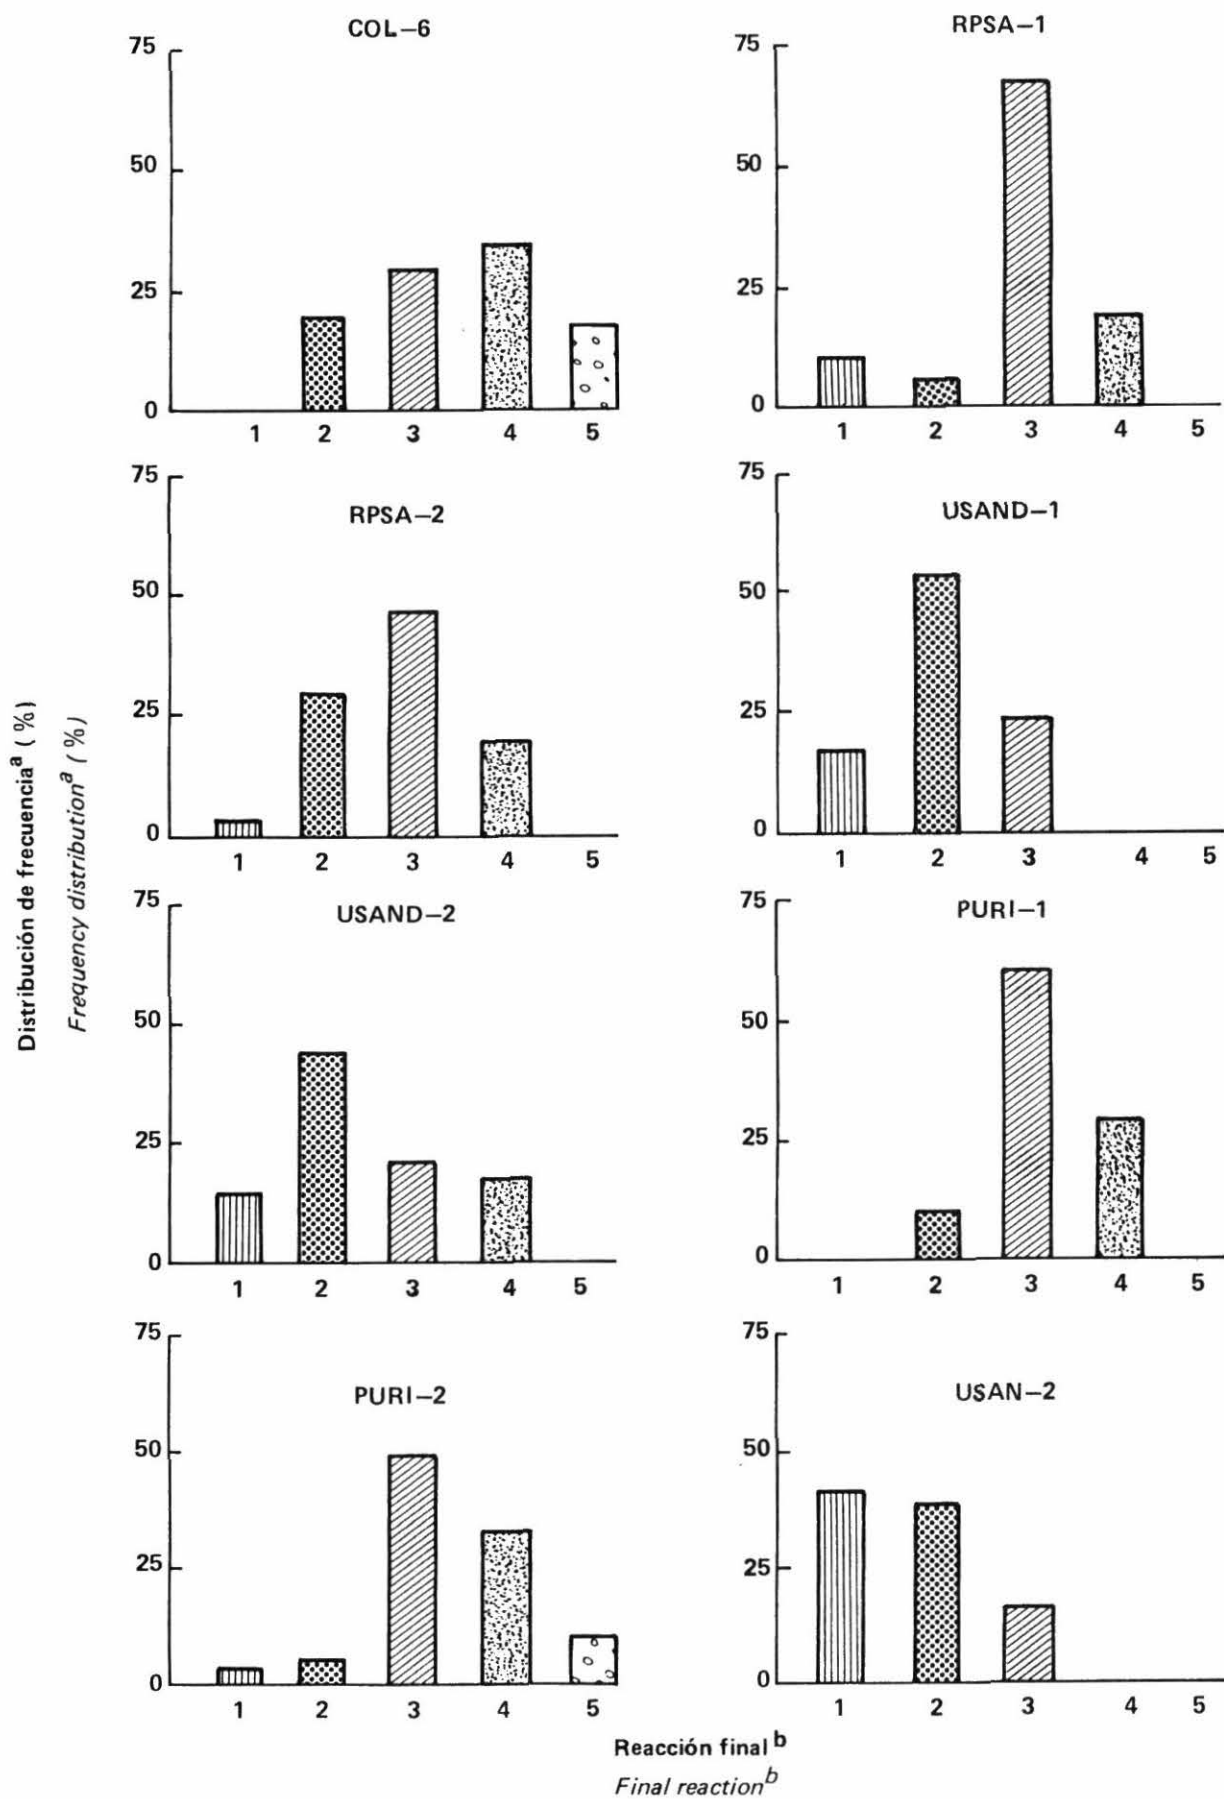 COL–6
75
50
25
0
1 2 3 4 5
RPSA–1
75
50
25
0
1 2 3 4 5
RPSA–2
75
50
25
0
1 2 3 4 5
USAND–1
75
50
25
0
1 2 3 4 5
USAND–2
75
50
25
0
1 2 3 4 5
PURI–1
75
50
25
0
1 2 3 4 5
PURI–2
75
50
25
0
1 2 3 4 5
USAN–2
75
50
25
0
1 2 3 4 5
Distribución de frecuencia^a ( %)
Frequency distribution^a ( %)
Reacción final^b
Final reaction^b